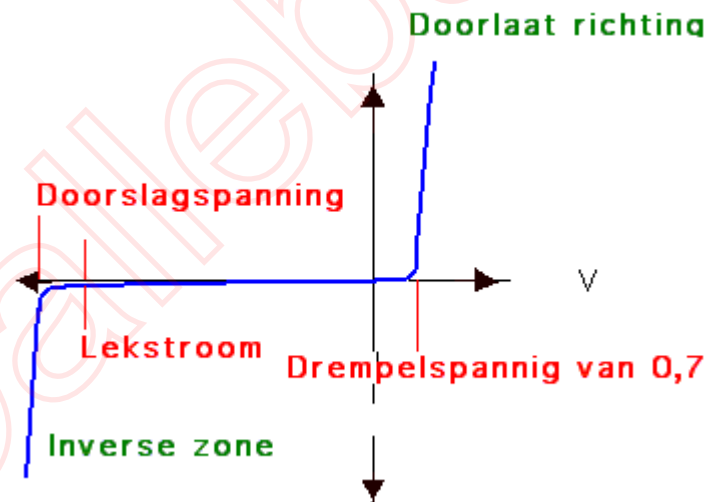 Doorlaat richting
Doorslagspanning
V
Lekstroom
Drempelspannig van 0,7
Inverse zone